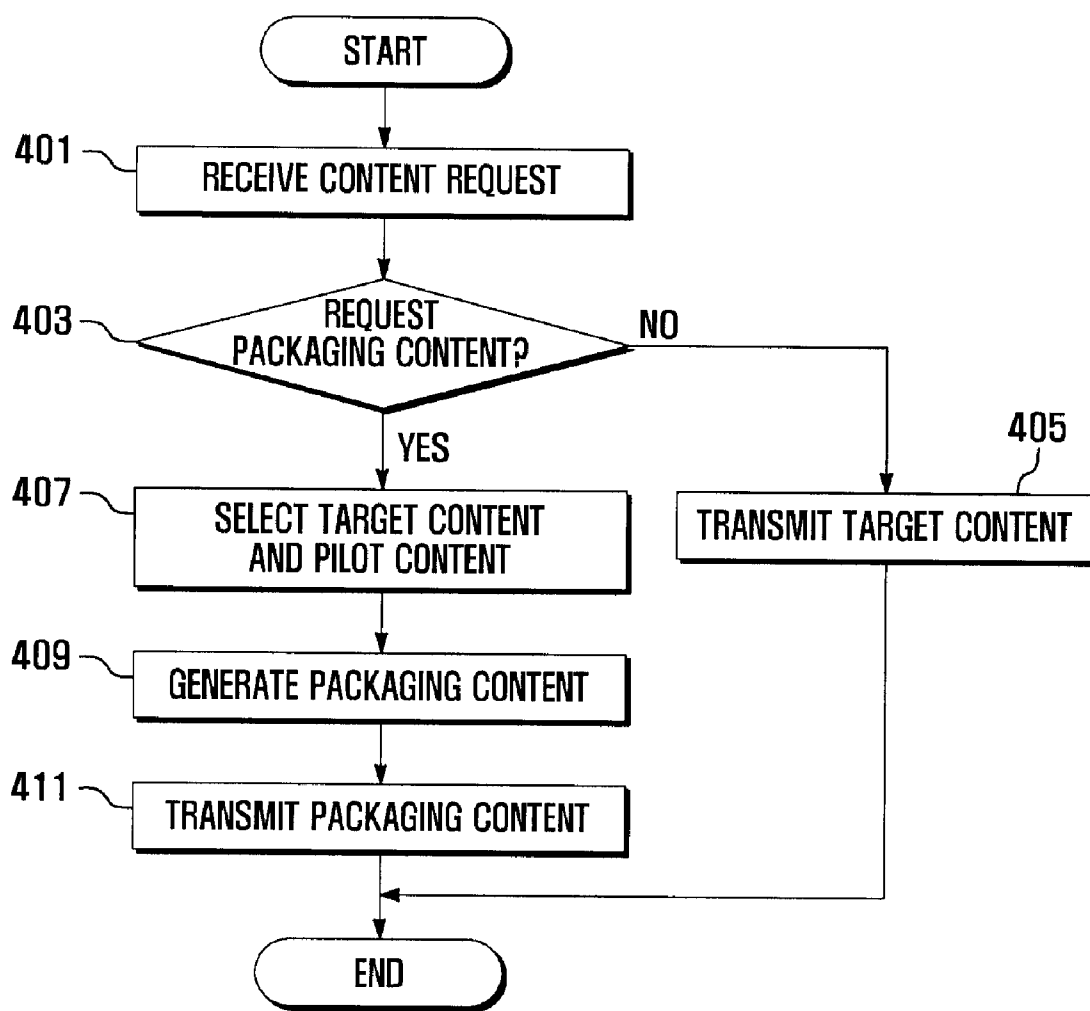 START
401
RECEIVE CONTENT REQUEST
403
REQUEST
PACKAGING CONTENT?
NO
YES
405
407
SELECT TARGET CONTENT
AND PILOT CONTENT
TRANSMIT TARGET CONTENT
409
GENERATE PACKAGING CONTENT
411
TRANSMIT PACKAGING CONTENT
END